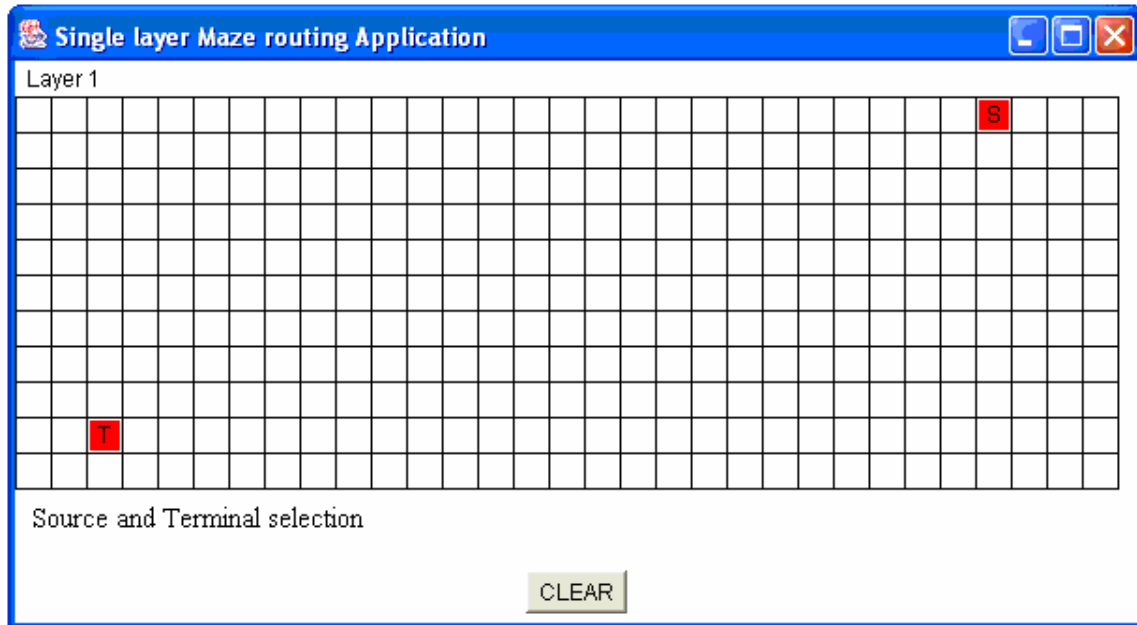 Single layer Maze routing Application
Layer 1
S
T
Source and Terminal selection
CLEAR